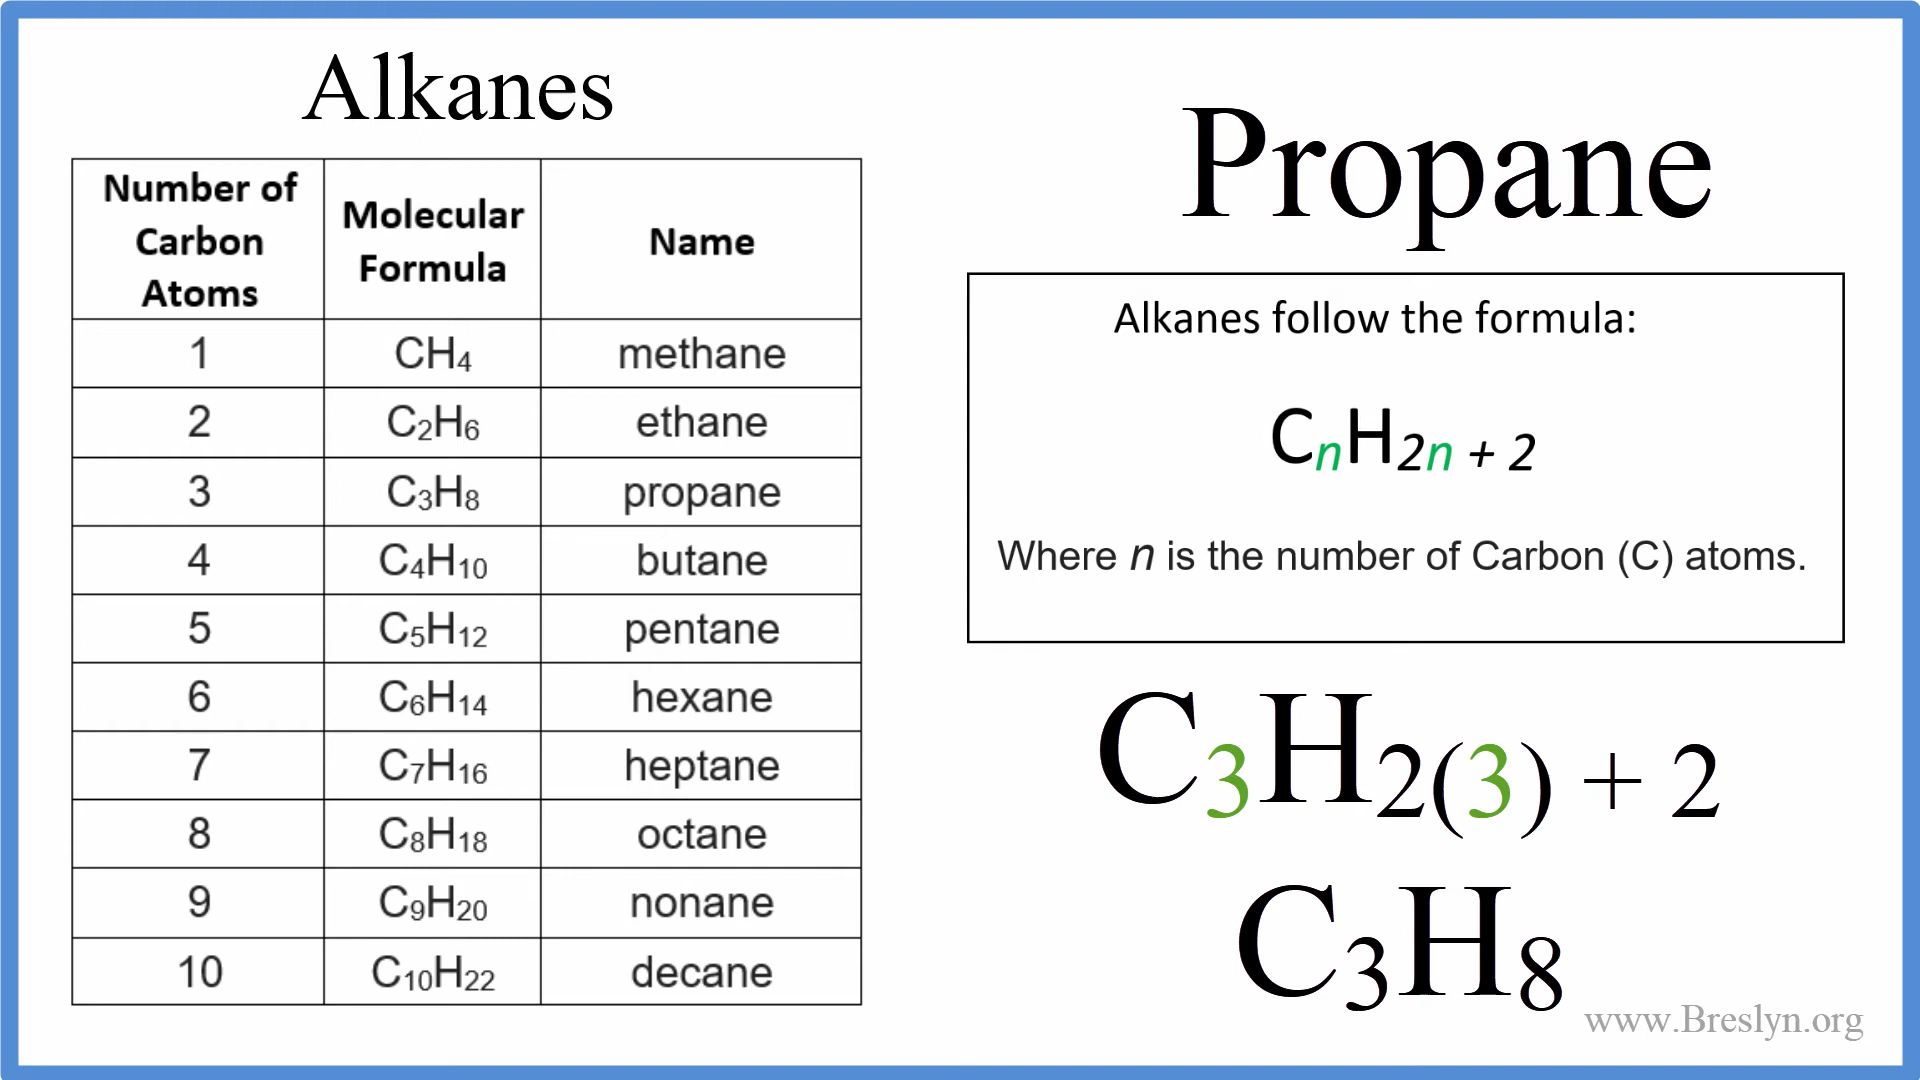 Alkanes
Number of Carbon Atoms | Molecular Formula | Name
1 | CH₄ | methane
2 | C₂H₆ | ethane
3 | C₃H₈ | propane
4 | C₄H₁₀ | butane
5 | C₅H₁₂ | pentane
6 | C₆H₁₄ | hexane
7 | C₇H₁₆ | heptane
8 | C₈H₁₈ | octane
9 | C₉H₂₀ | nonane
10 | C₁₀H₂₂ | decane
Propane
Alkanes follow the formula:
CₙH₂ₙ ₊ ₂
Where n is the number of Carbon (C) atoms.
C₃H₂₍₃₎ ₊ ₂
C₃H₈
www.Breslyn.org